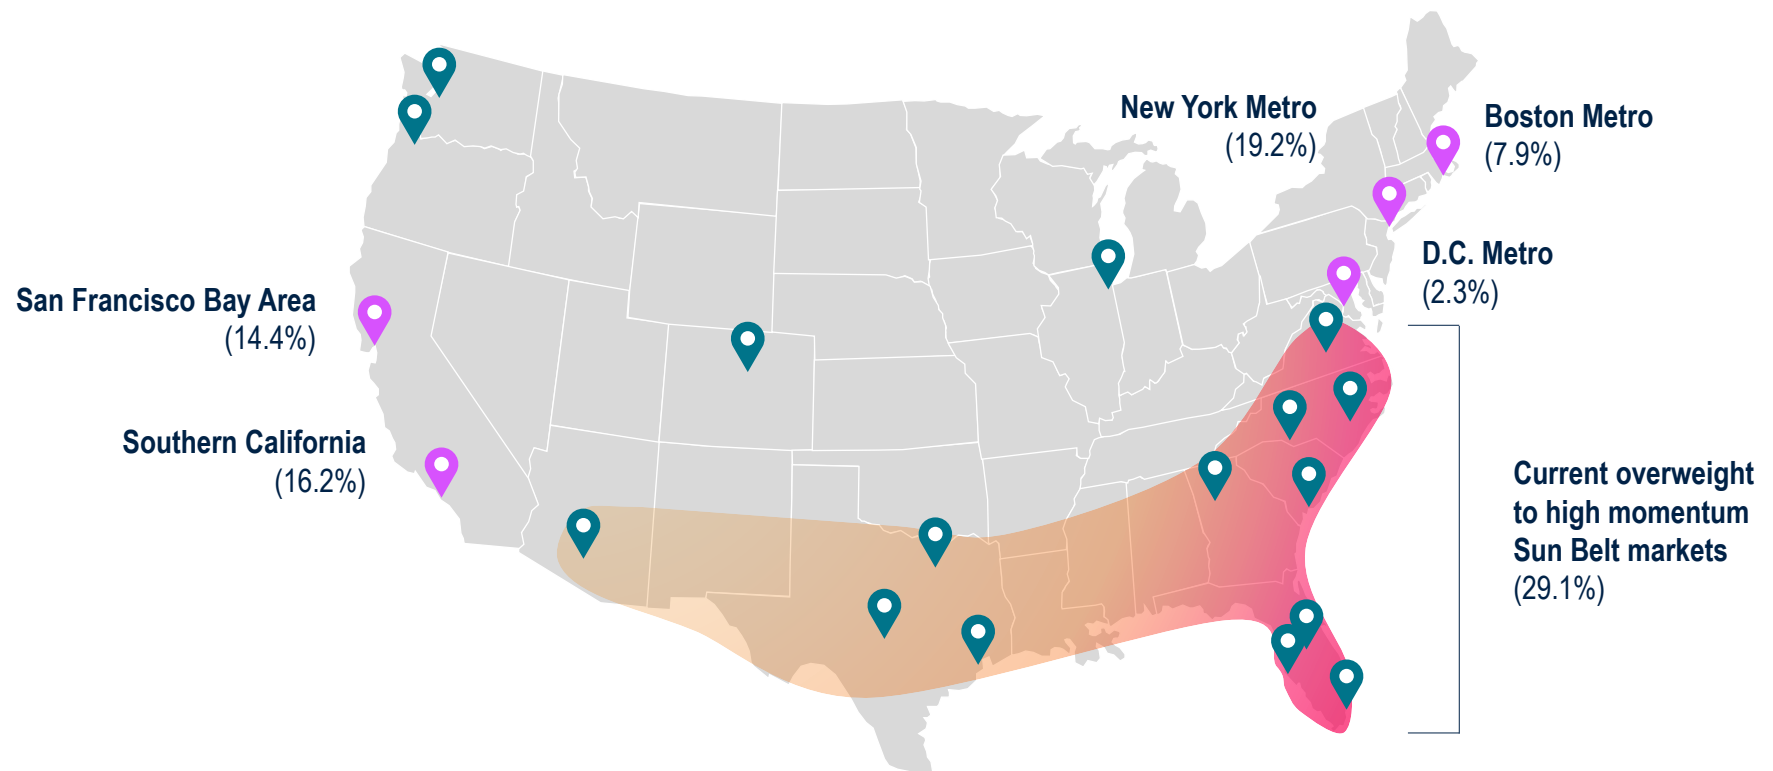 New York Metro
(19.2%)
Boston Metro
(7.9%)
D.C. Metro
(2.3%)
San Francisco Bay Area
(14.4%)
Southern California
(16.2%)
Current overweight
to high momentum
Sun Belt markets
(29.1%)